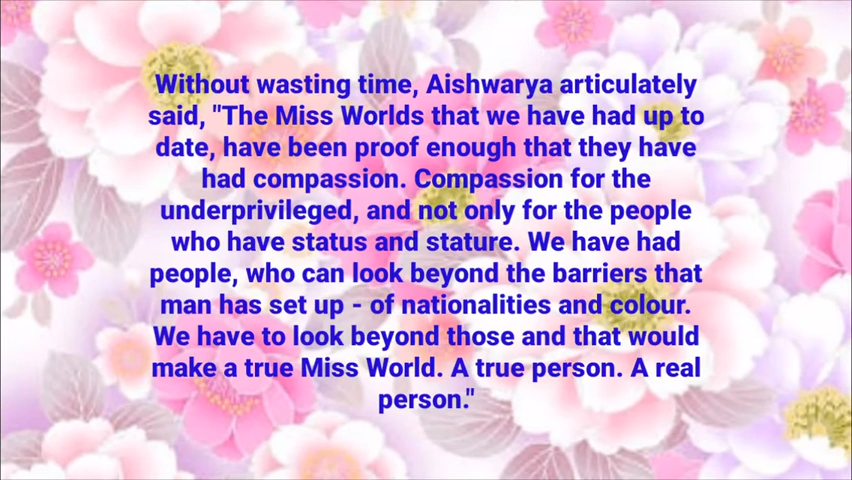 Without wasting time, Aishwarya articulately
said, "The Miss Worlds that we have had up to
date, have been proof enough that they have
had compassion. Compassion for the
underprivileged, and not only for the people
who have status and stature. We have had
people, who can look beyond the barriers that
man has set up - of nationalities and colour.
We have to look beyond those and that would
make a true Miss World. A true person. A real
person."